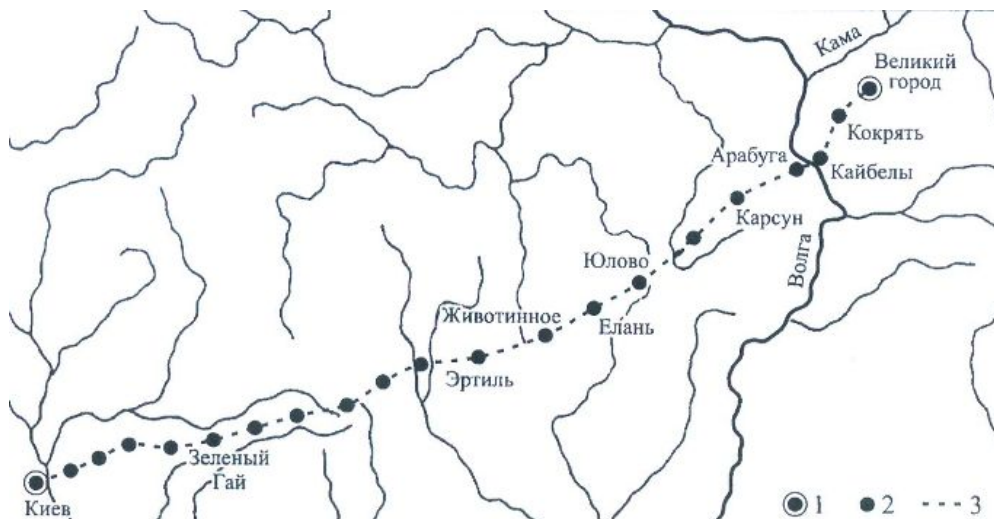 Кама
Великий
город
Кокрять
Арабуга
Кайбелы
Карсун
Волга
Юлово
Елань
Животинное
Эртиль
Зеленый
Гай
Киев
1
2
3